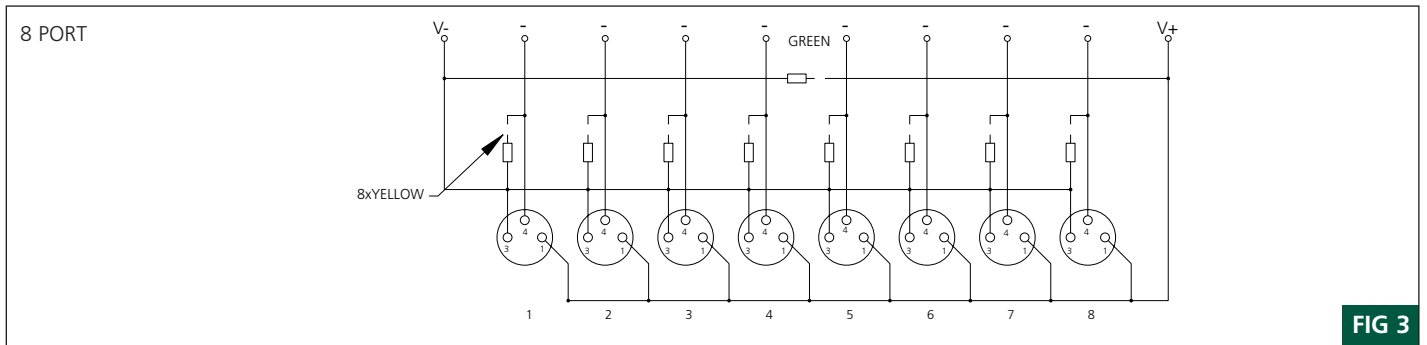 8 PORT
V- - - - - - - - - V+
GREEN
8xYELLOW
4 4 4 4 4 4 4 4
3 1 3 1 3 1 3 1 3 1 3 1 3 1 3 1
1 2 3 4 5 6 7 8
FIG 3